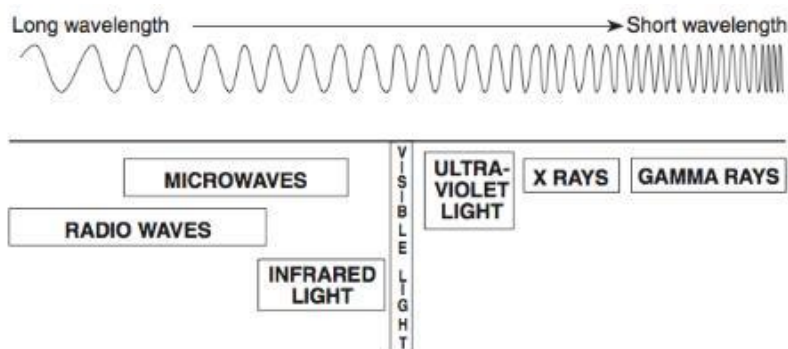 Long wavelength
Short wavelength
MICROWAVES
RADIO WAVES
INFRARED
LIGHT
VISIBLE LIGHT
ULTRA-
VIOLET
LIGHT
X RAYS
GAMMA RAYS